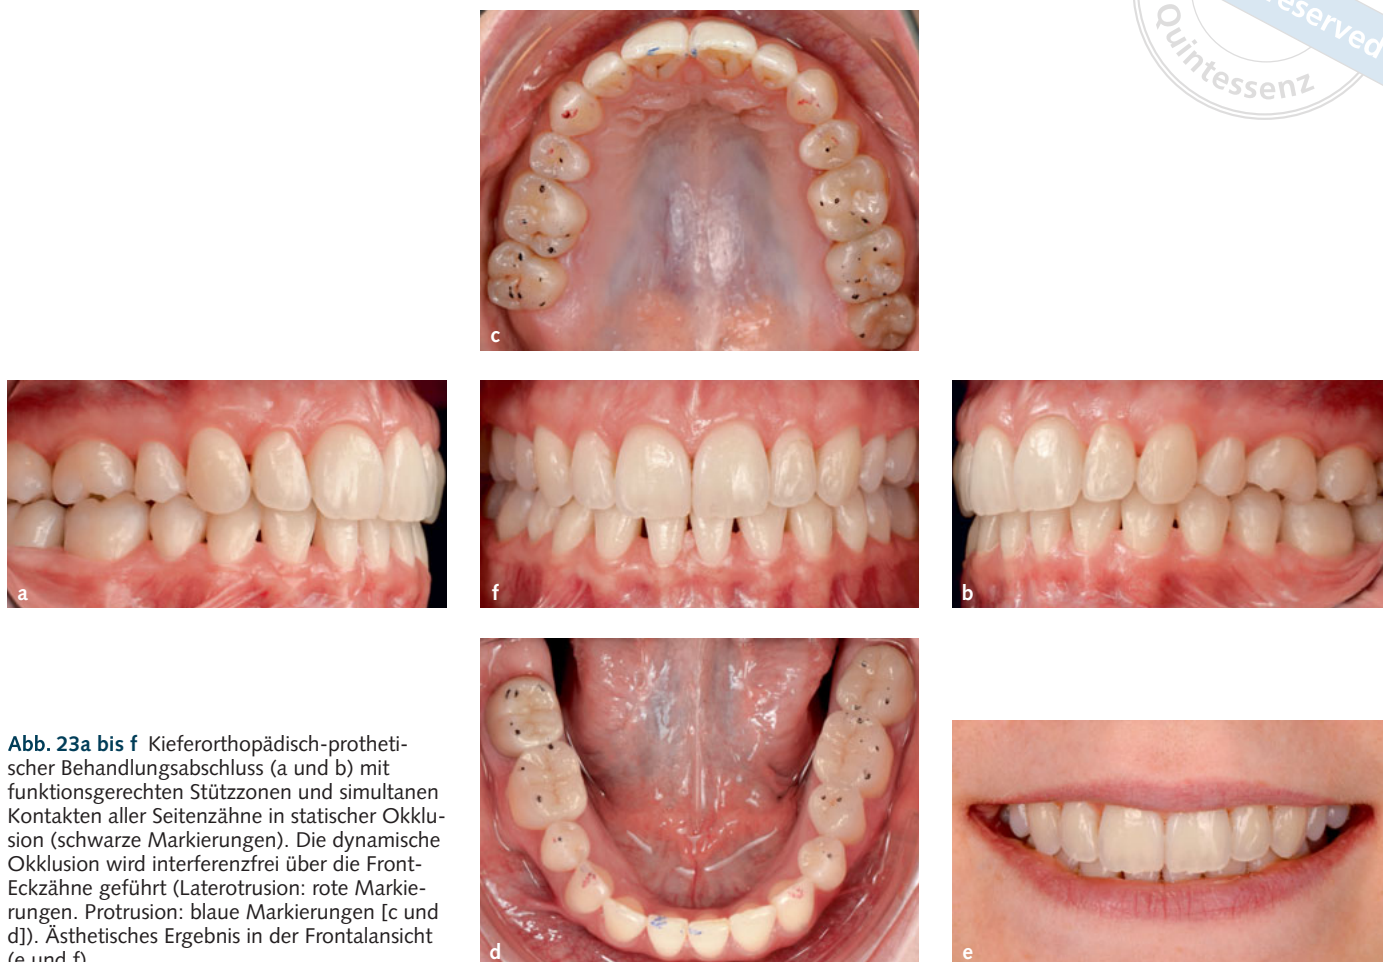 reserved
Quintessenz
c
a
f
b
Abb. 23a bis f Kieferorthopädisch-protheti-
scher Behandlungsabschluss (a und b) mit
funktionsgerechten Stützzonen und simultanen
Kontakten aller Seitenzähne in statischer Okklu-
sion (schwarze Markierungen). Die dynamische
Okklusion wird interferenzfrei über die Front-
Eckzähne geführt (Laterotrusion: rote Markie-
rungen. Protrusion: blaue Markierungen [c und
d]). Ästhetisches Ergebnis in der Frontalansicht
(e und f).
d
e